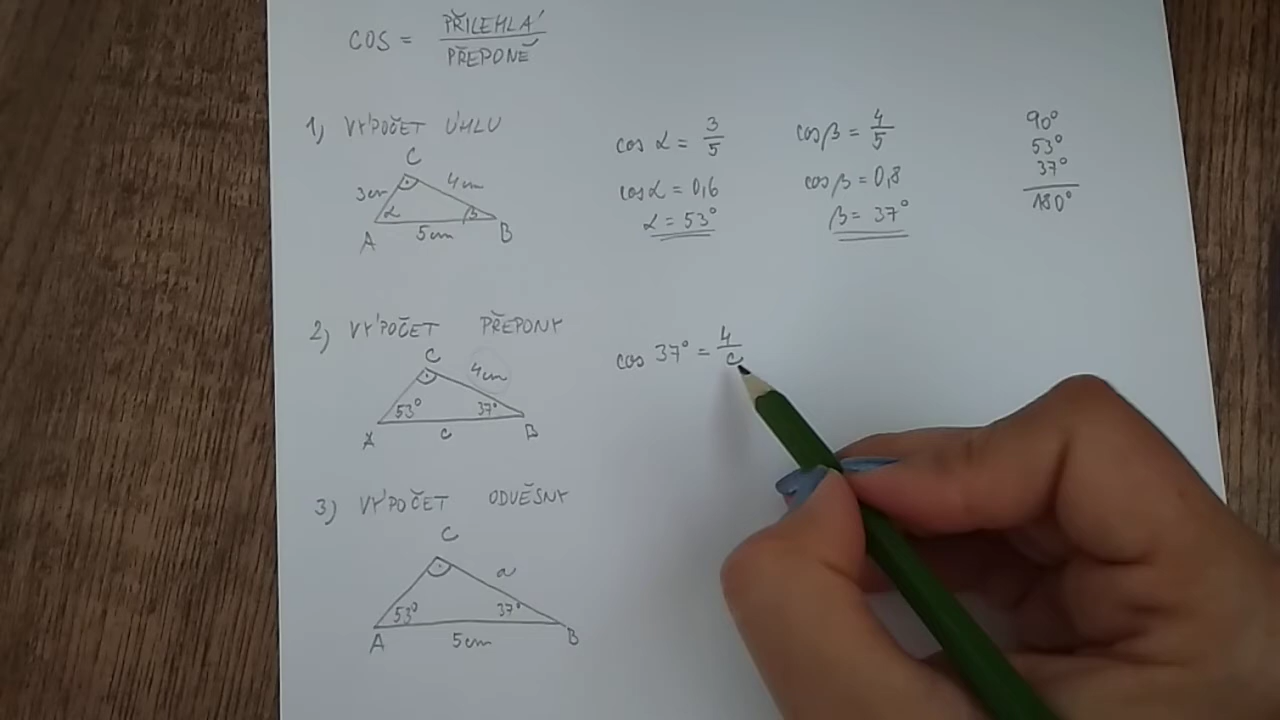 COS = PŘILEHLÁ
PŘEPONĚ
1) VÝPOČET ÚHLU
C
3cm 4cm
α β
A 5cm B
cos α = 3/5
cos α = 0,6
α = 53°
cos β = 4/5
cos β = 0,8
β = 37°
90°
53°
37°
180°
2) VÝPOČET PŘEPONY
C
4cm
53° 37°
A c B
cos 37° = 4/c
3) VÝPOČET ODVĚSNY
C
a
53° 37°
A 5cm B